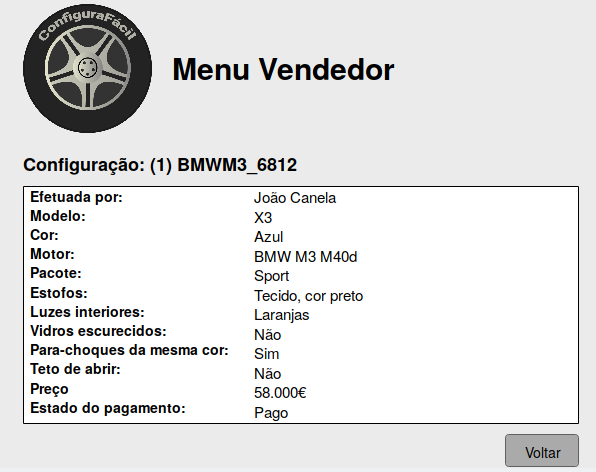 ConfiguraFácil
Menu Vendedor
Configuração: (1) BMWM3_6812
Efetuada por: João Canela
Modelo: X3
Cor: Azul
Motor: BMW M3 M40d
Pacote: Sport
Estofos: Tecido, cor preto
Luzes interiores: Laranjas
Vidros escurecidos: Não
Para-choques da mesma cor: Sim
Teto de abrir: Não
Preço 58.000€
Estado do pagamento: Pago
Voltar